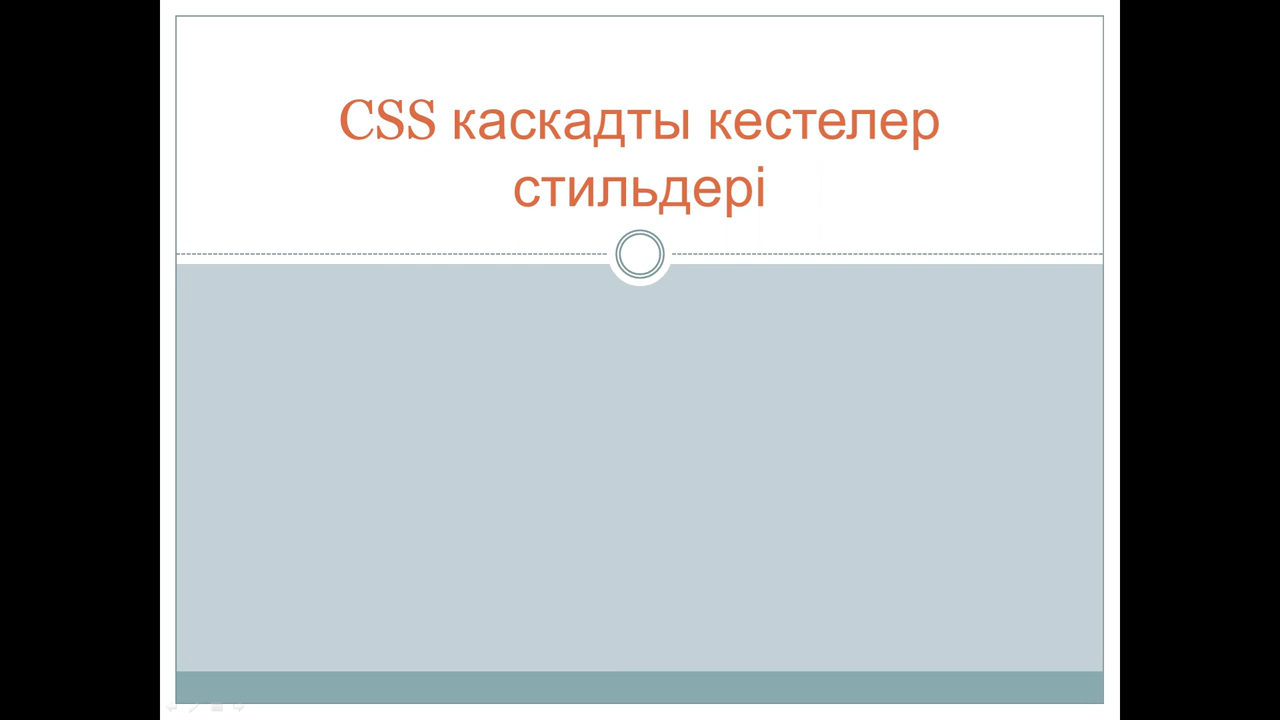 CSS каскадты кестелер
стильдері